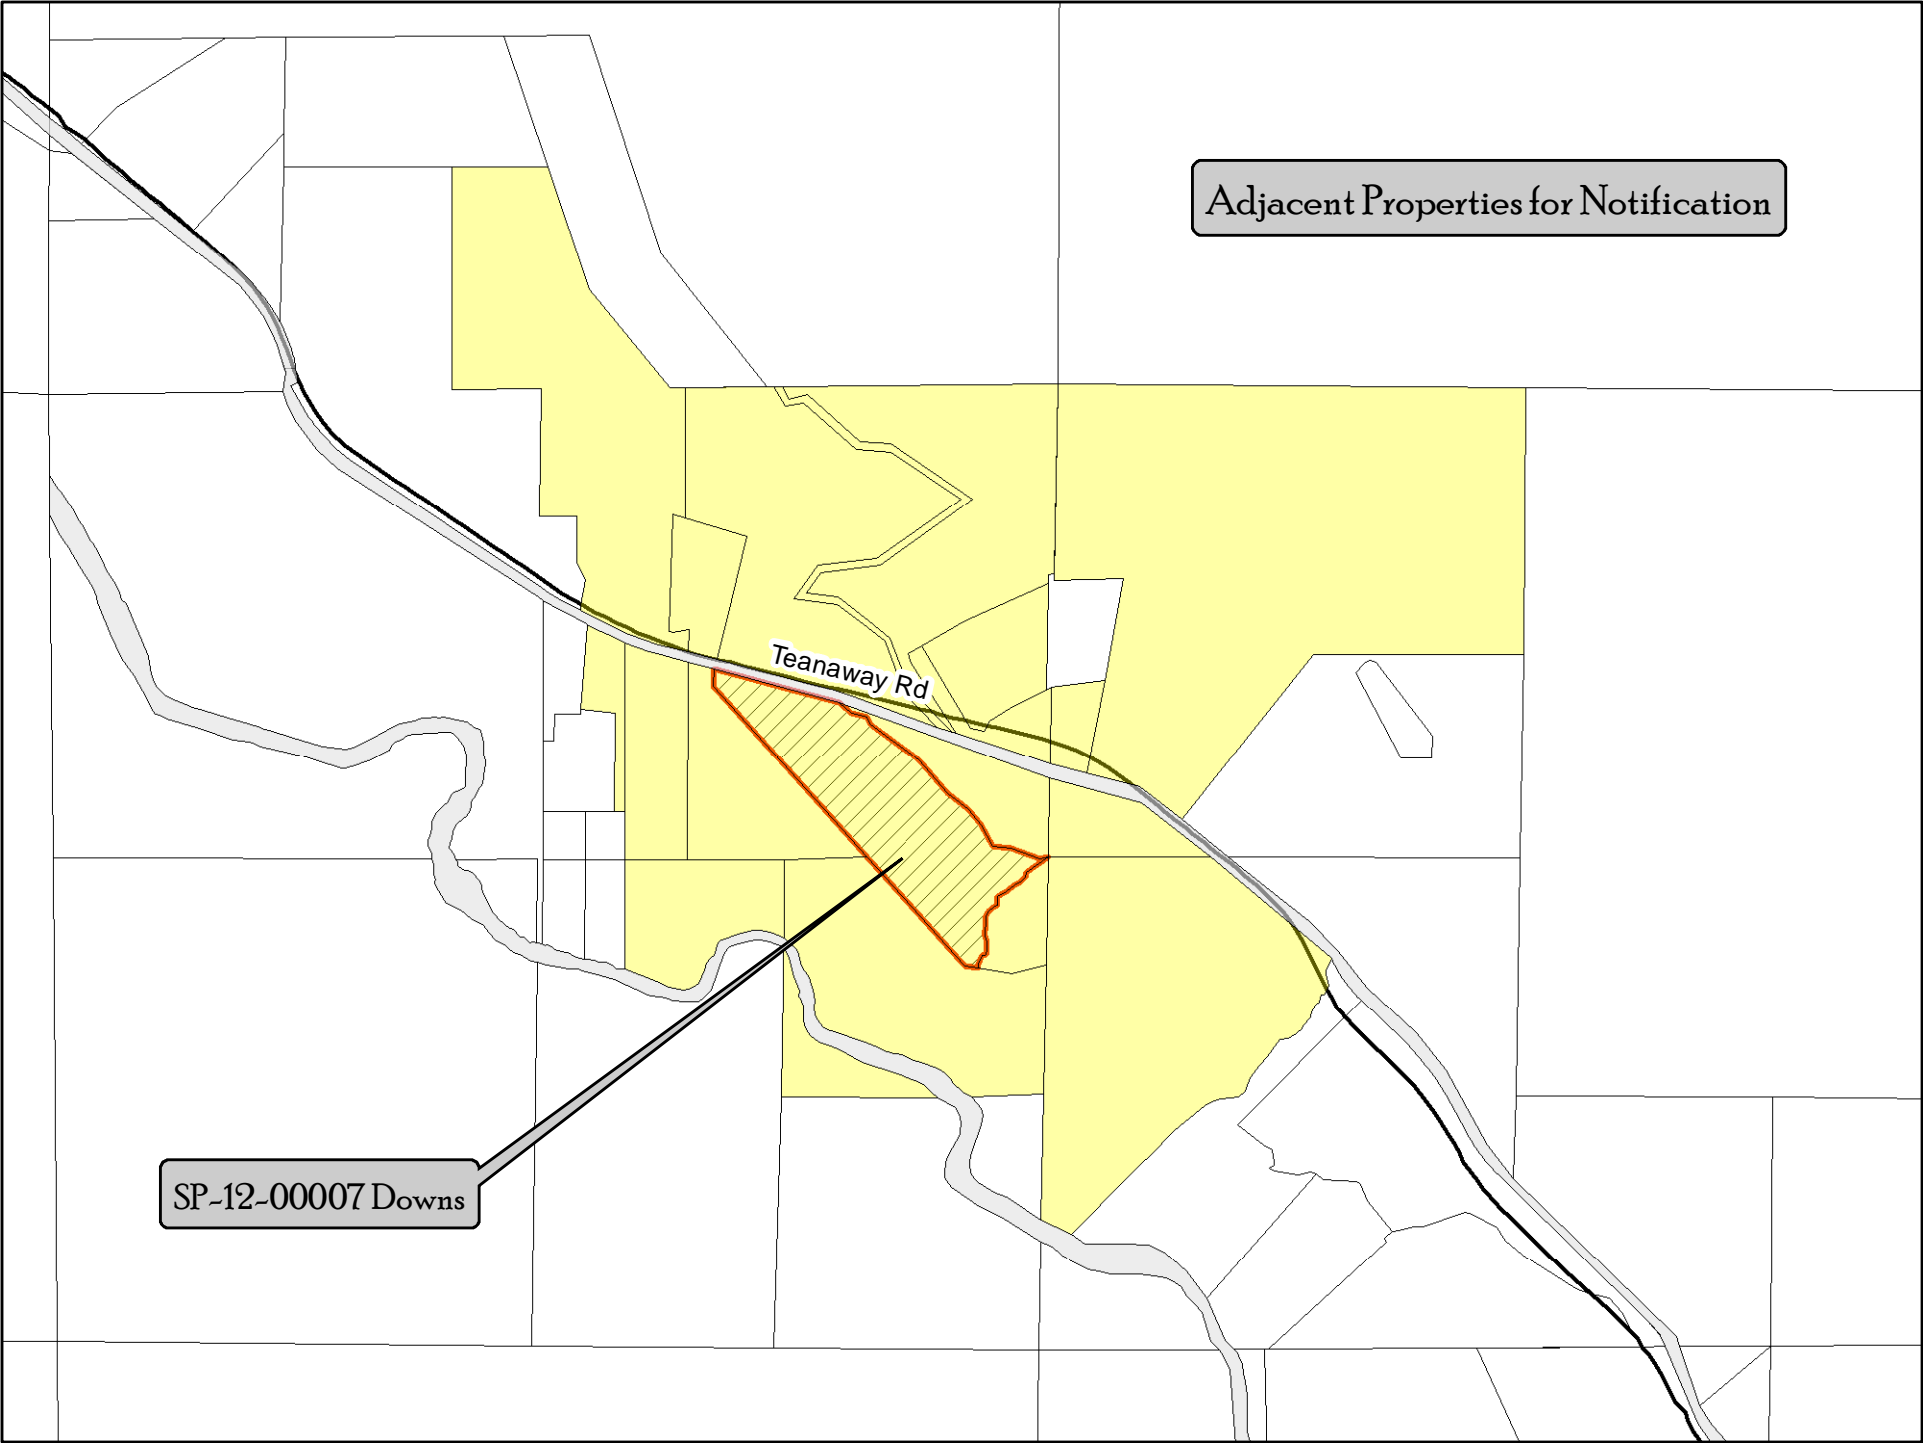 Adjacent Properties for Notification
Teanaway Rd
SP-12-00007 Downs